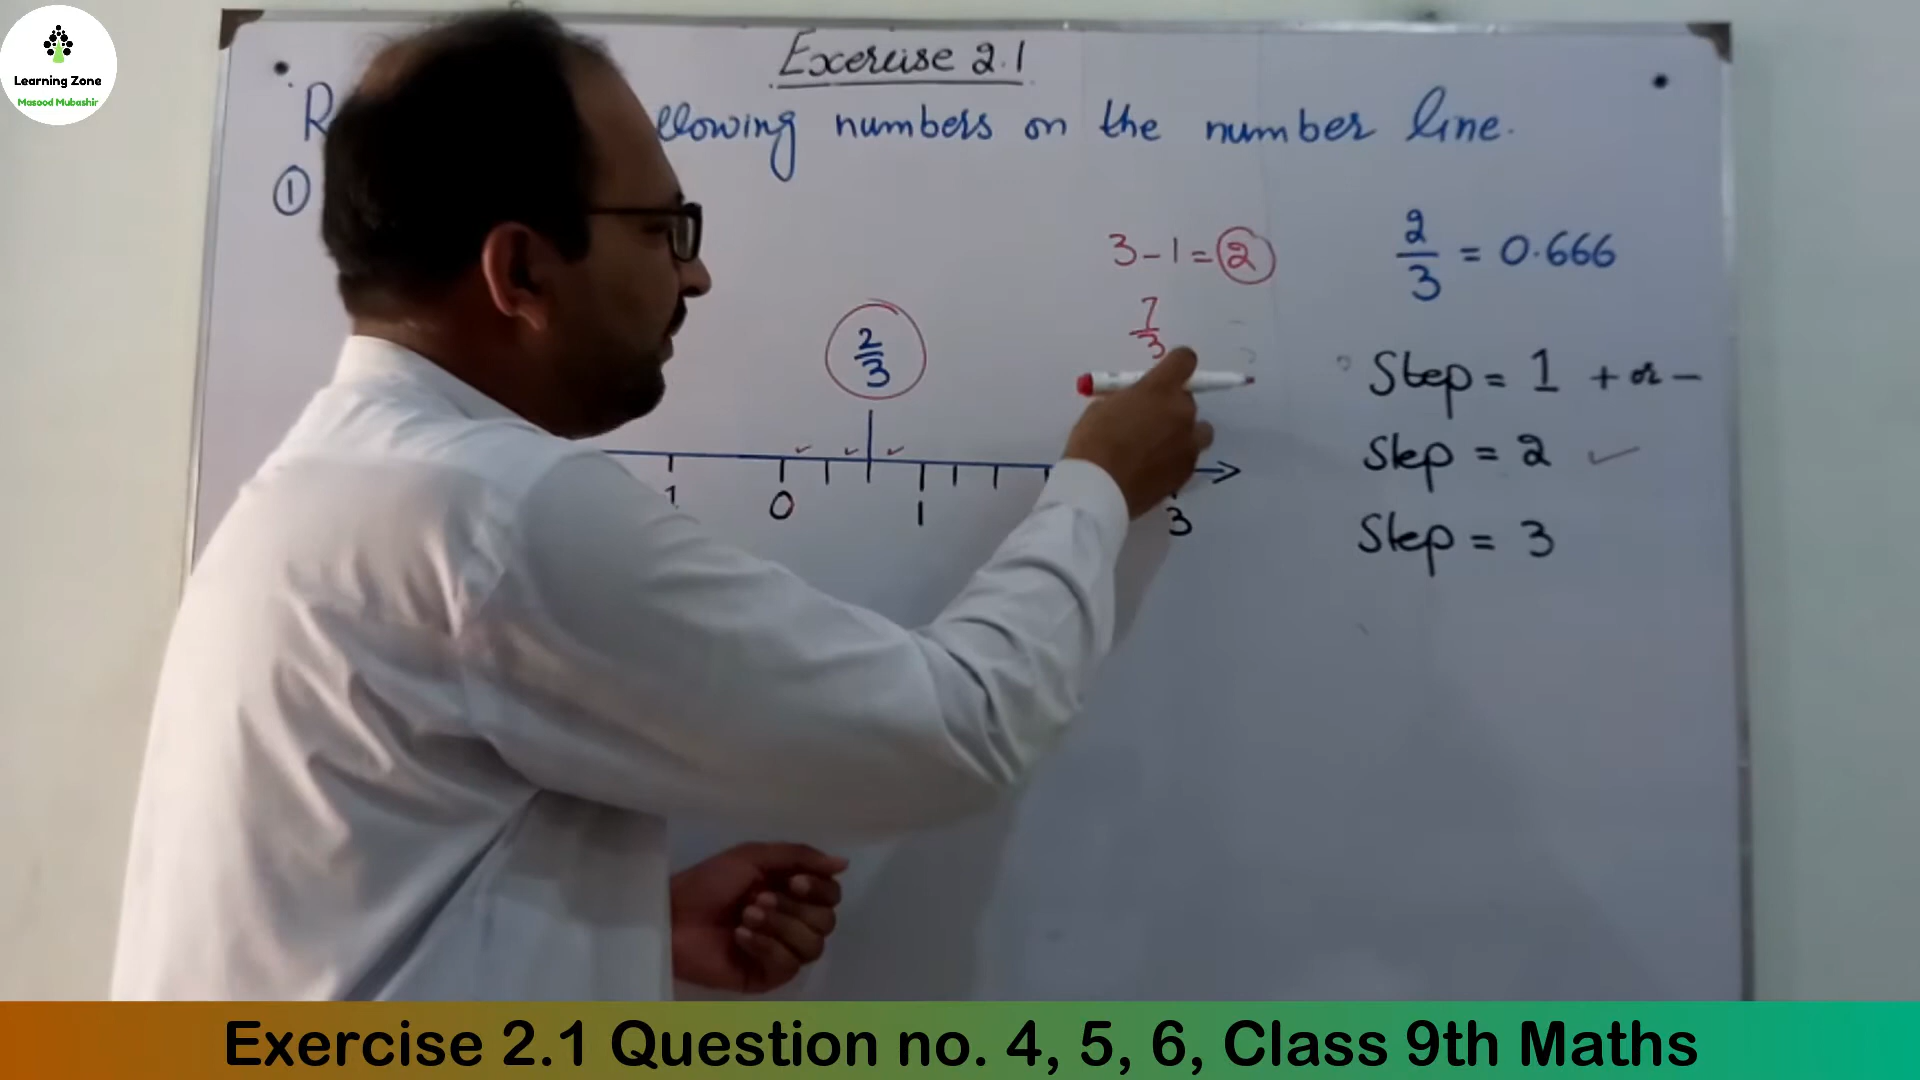 Learning Zone
Masood Mubashir
Excercise 2.1
numbers on the number line.
①
3-1=2
7/3
2/3 = 0.666
2/3
Step = 1 + or -
Step = 2 ✓
Step = 3
1 0 1 3
Exercise 2.1 Question no. 4, 5, 6, Class 9th Maths